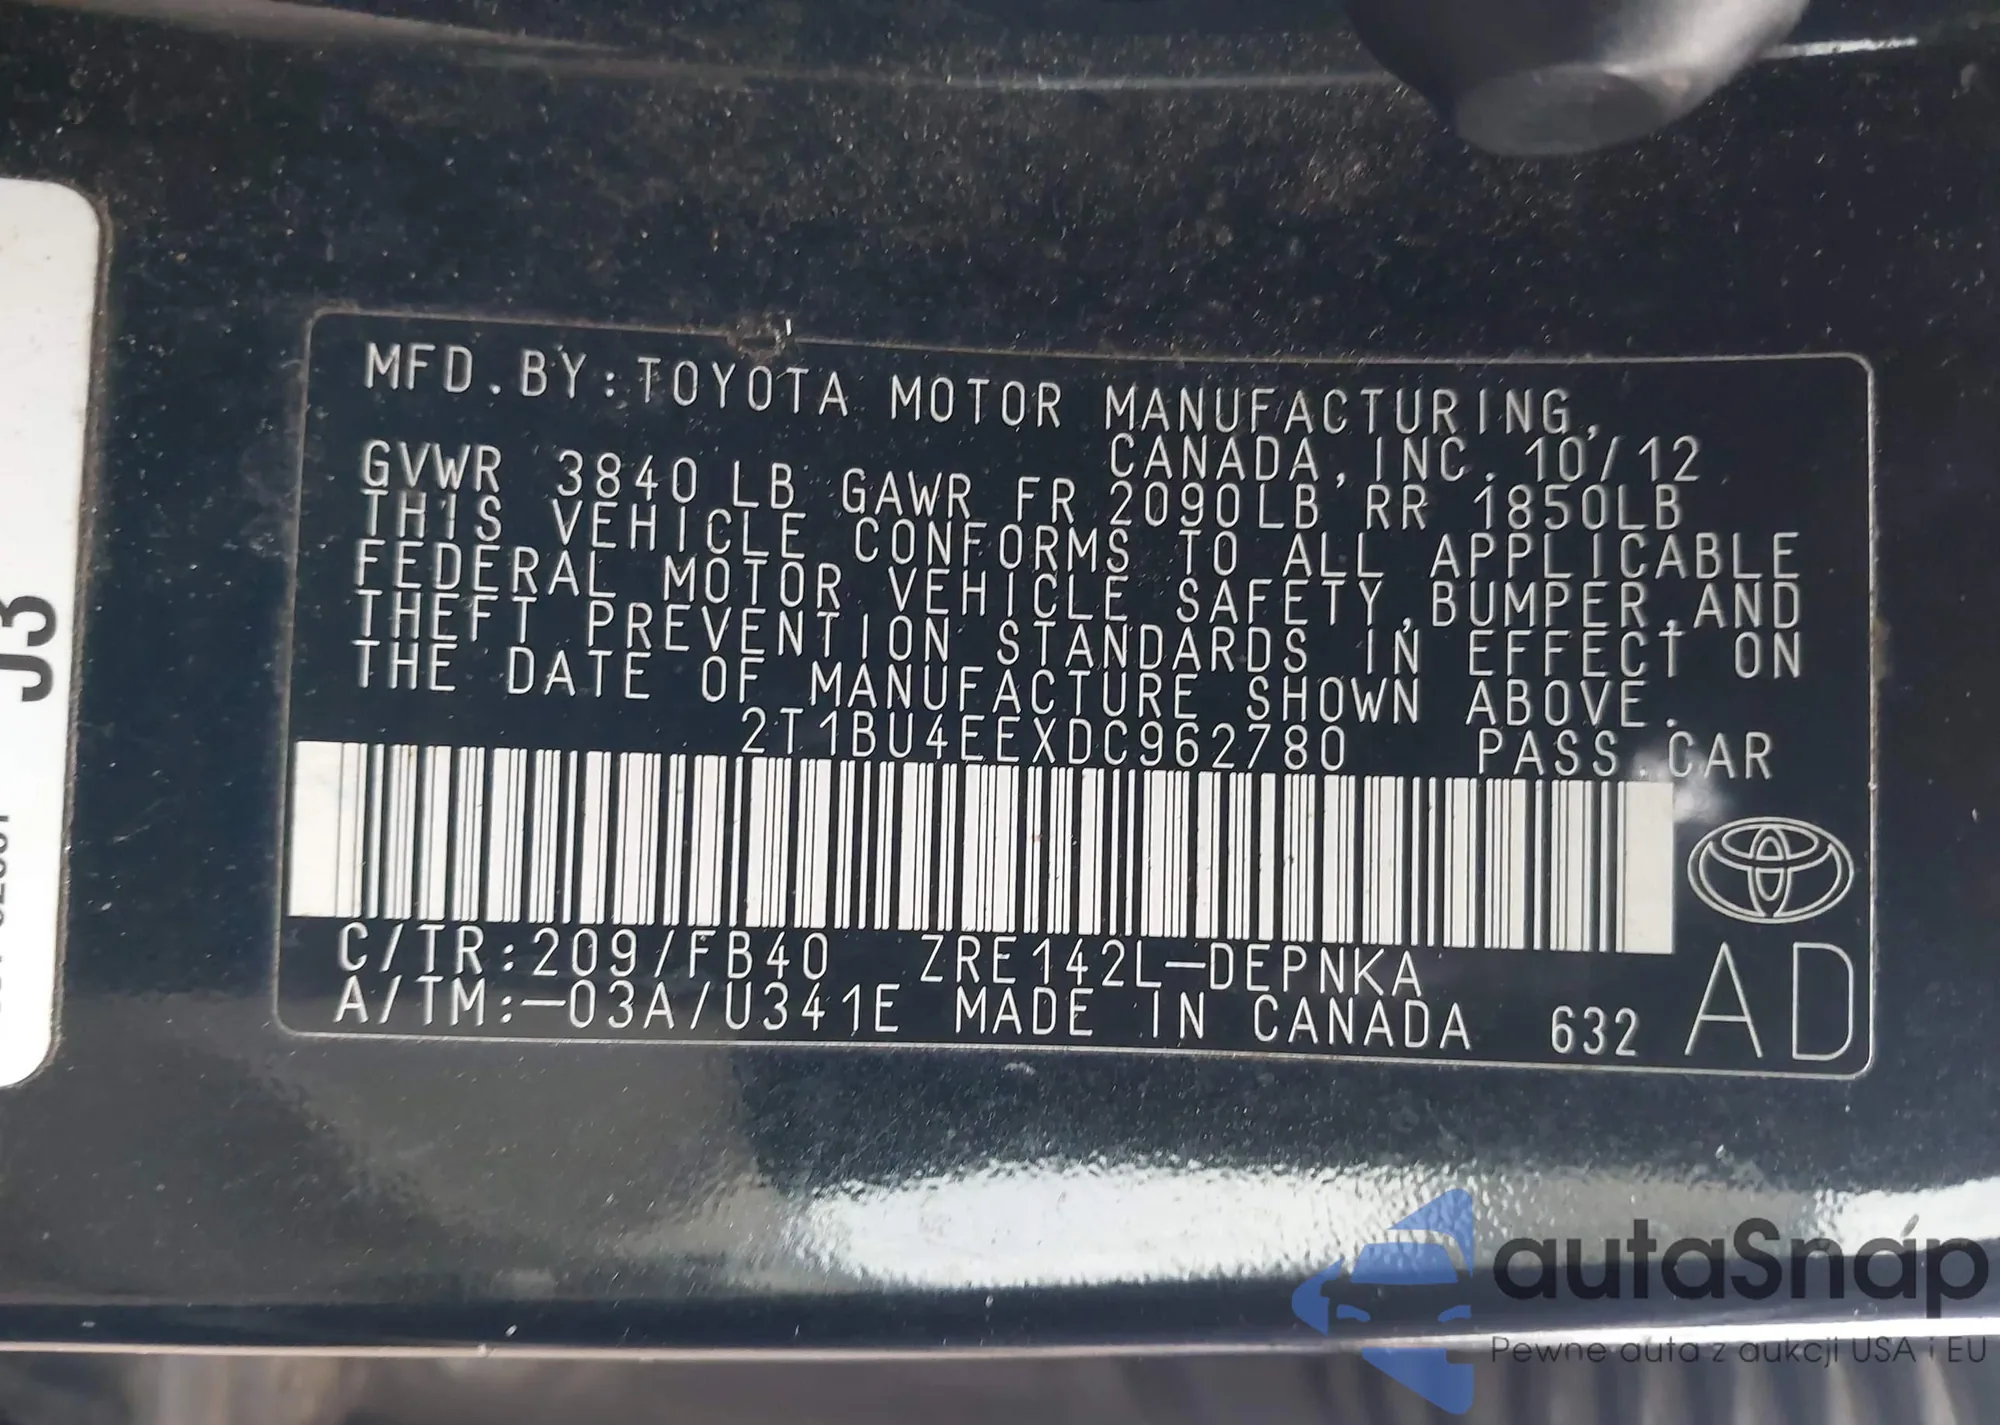 J3
MFD.BY:TOYOTA MOTOR MANUFACTURING,
CANADA,INC. 10/12
GVWR 3840 LB GAWR FR 2090LB RR 1850LB
THIS VEHICLE CONFORMS TO ALL APPLICABLE
FEDERAL MOTOR VEHICLE SAFETY,BUMPER,AND
THEFT PREVENTION STANDARDS IN EFFECT ON
THE DATE OF MANUFACTURE SHOWN ABOVE.
2T1BU4EEXDC962780 PASS.CAR
C/TR:209/FB40 ZRE142L-DEPNKA
A/TM:-03A/U341E MADE IN CANADA 632 AD
autaSnap
Pewne auta z aukcji USA i EU